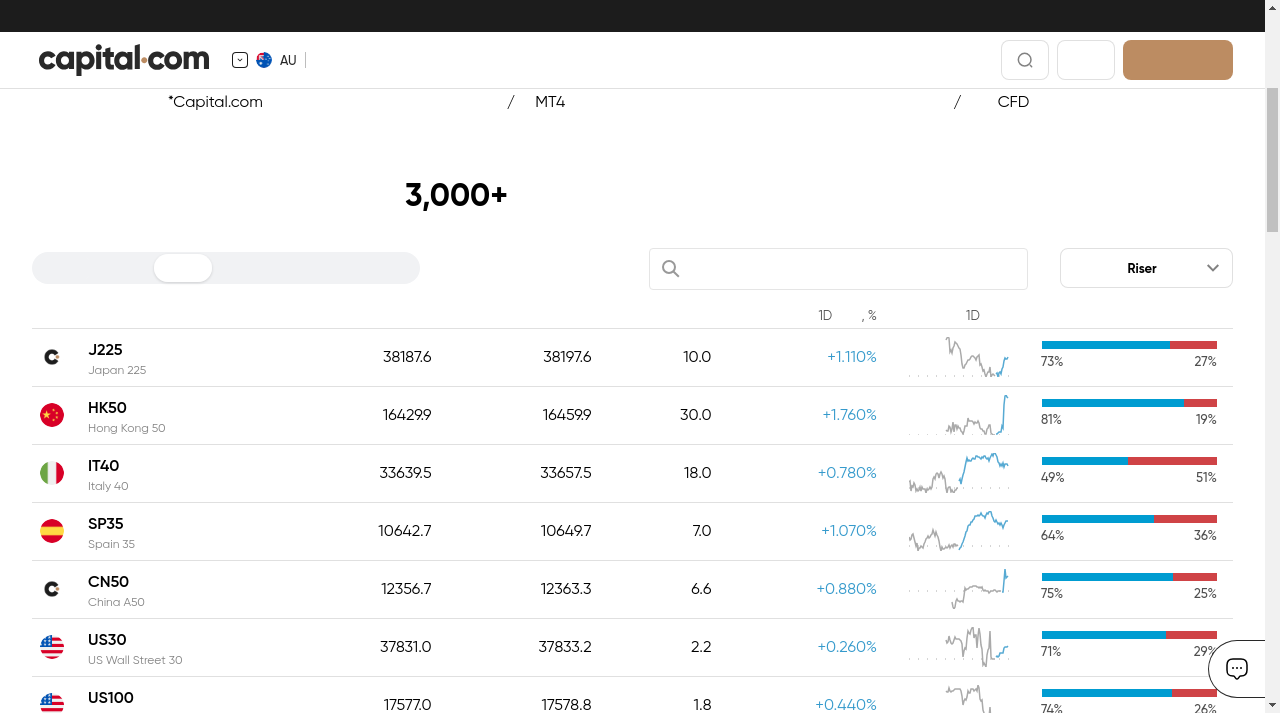 capital.com AU
*Capital.com / MT4 / CFD
3,000+
Riser
1D , % 1D
J225 38187.6 38197.6 10.0 +1.110% 73% 27%
Japan 225
HK50 16429.9 16459.9 30.0 +1.760% 81% 19%
Hong Kong 50
IT40 33639.5 33657.5 18.0 +0.780% 49% 51%
Italy 40
SP35 10642.7 10649.7 7.0 +1.070% 64% 36%
Spain 35
CN50 12356.7 12363.3 6.6 +0.880% 75% 25%
China A50
US30 37831.0 37833.2 2.2 +0.260% 71% 29%
US Wall Street 30
US100 17577.0 17578.8 1.8 +0.440% 74% 26%